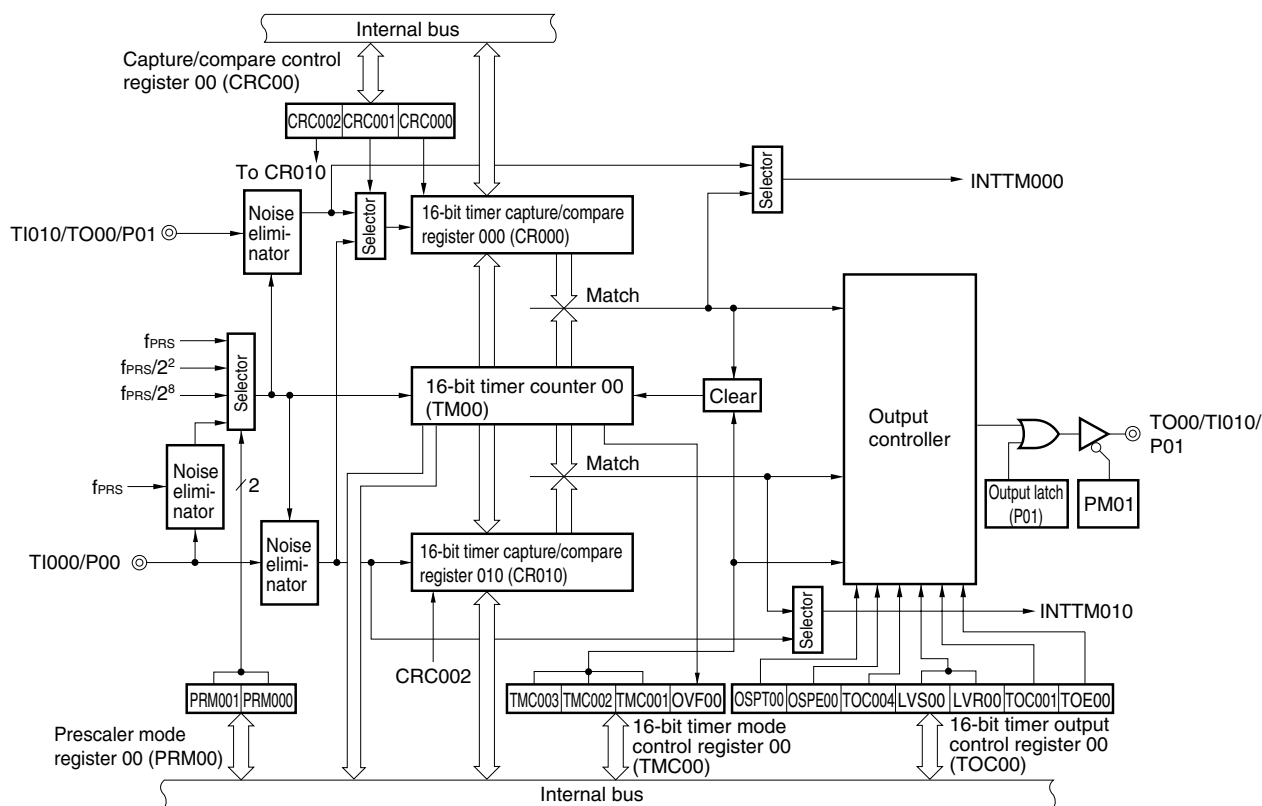 Internal bus
Capture/compare control
register 00 (CRC00)
CRC002 CRC001 CRC000
To CR010
Selector
INTTM000
TI010/TO00/P01
Noise
elimi-
nator
Selector
16-bit timer capture/compare
register 000 (CR000)
Match
fPRS
fPRS/2²
fPRS/2⁸
Selector
16-bit timer counter 00
(TM00)
Clear
Output
controller
TO00/TI010/
P01
Match
fPRS
Noise
elimi-
nator
2
Output latch
(P01)
PM01
TI000/P00
Noise
elimi-
nator
16-bit timer capture/compare
register 010 (CR010)
Selector
INTTM010
CRC002
PRM001 PRM000
TMC003 TMC002 TMC001 OVF00
OSPT00 OSPE00 TOC004 LVS00 LVR00 TOC001 TOE00
Prescaler mode
register 00 (PRM00)
16-bit timer mode
control register 00
(TMC00)
16-bit timer output
control register 00
(TOC00)
Internal bus